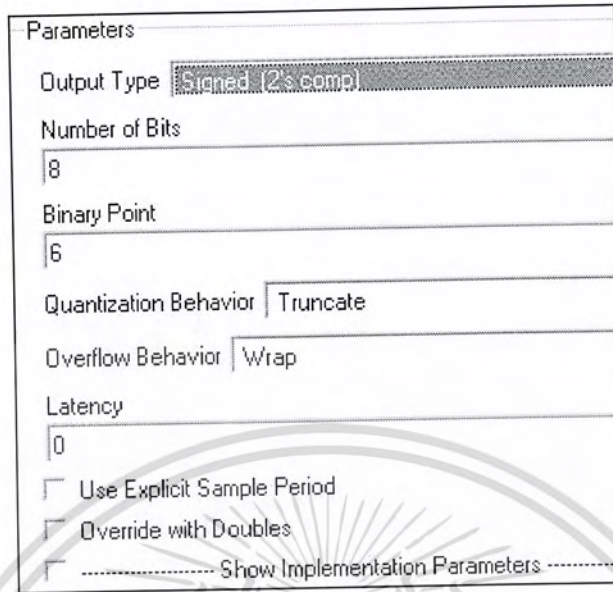 Parameters
Output Type Signed (2's comp)
Number of Bits
8
Binary Point
6
Quantization Behavior Truncate
Overflow Behavior Wrap
Latency
0
Use Explicit Sample Period
Override with Doubles
--------------- Show Implementation Parameters ----------